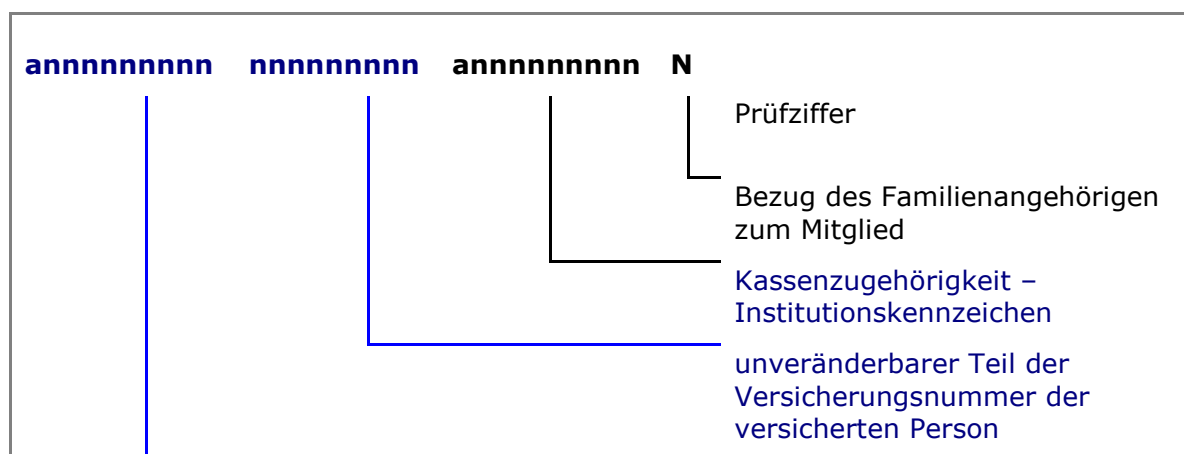 annnnnnnnn nnnnnnnnn annnnnnnnn N
Prüfziffer
Bezug des Familienangehörigen
zum Mitglied
Kassenzugehörigkeit –
Institutionskennzeichen
unveränderbarer Teil der
Versicherungsnummer der
versicherten Person